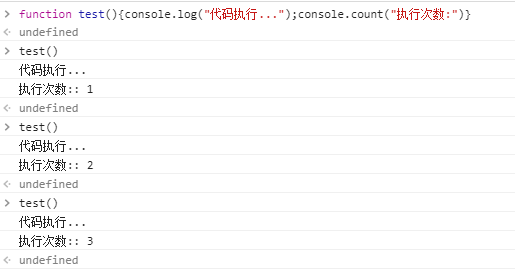 > function test(){console.log("代码执行...");console.count("执行次数:")}
undefined
> test()
代码执行...
执行次数:: 1
undefined
> test()
代码执行...
执行次数:: 2
undefined
> test()
代码执行...
执行次数:: 3
undefined